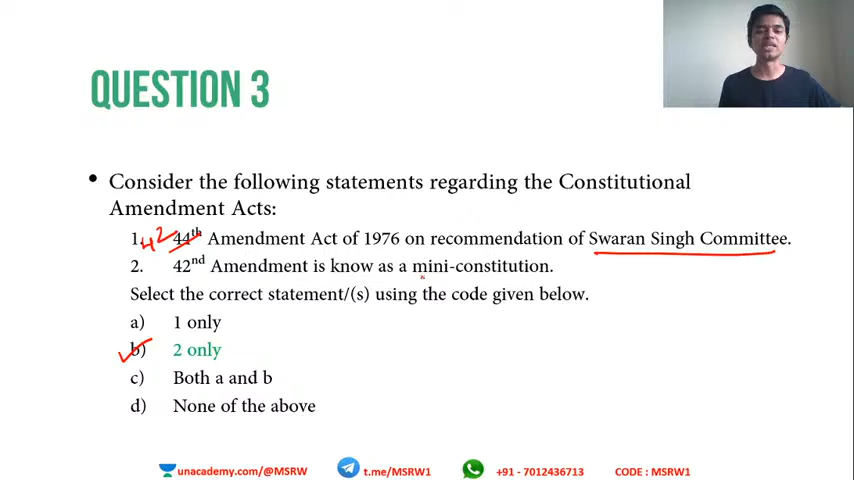 QUESTION 3
• Consider the following statements regarding the Constitutional
Amendment Acts:
1. 42 44th Amendment Act of 1976 on recommendation of Swaran Singh Committee.
2. 42nd Amendment is know as a mini-constitution.
Select the correct statement/(s) using the code given below.
a) 1 only
b) 2 only
c) Both a and b
d) None of the above
unacademy.com/@MSRW t.me/MSRW1 +91 - 7012436713 CODE : MSRW1